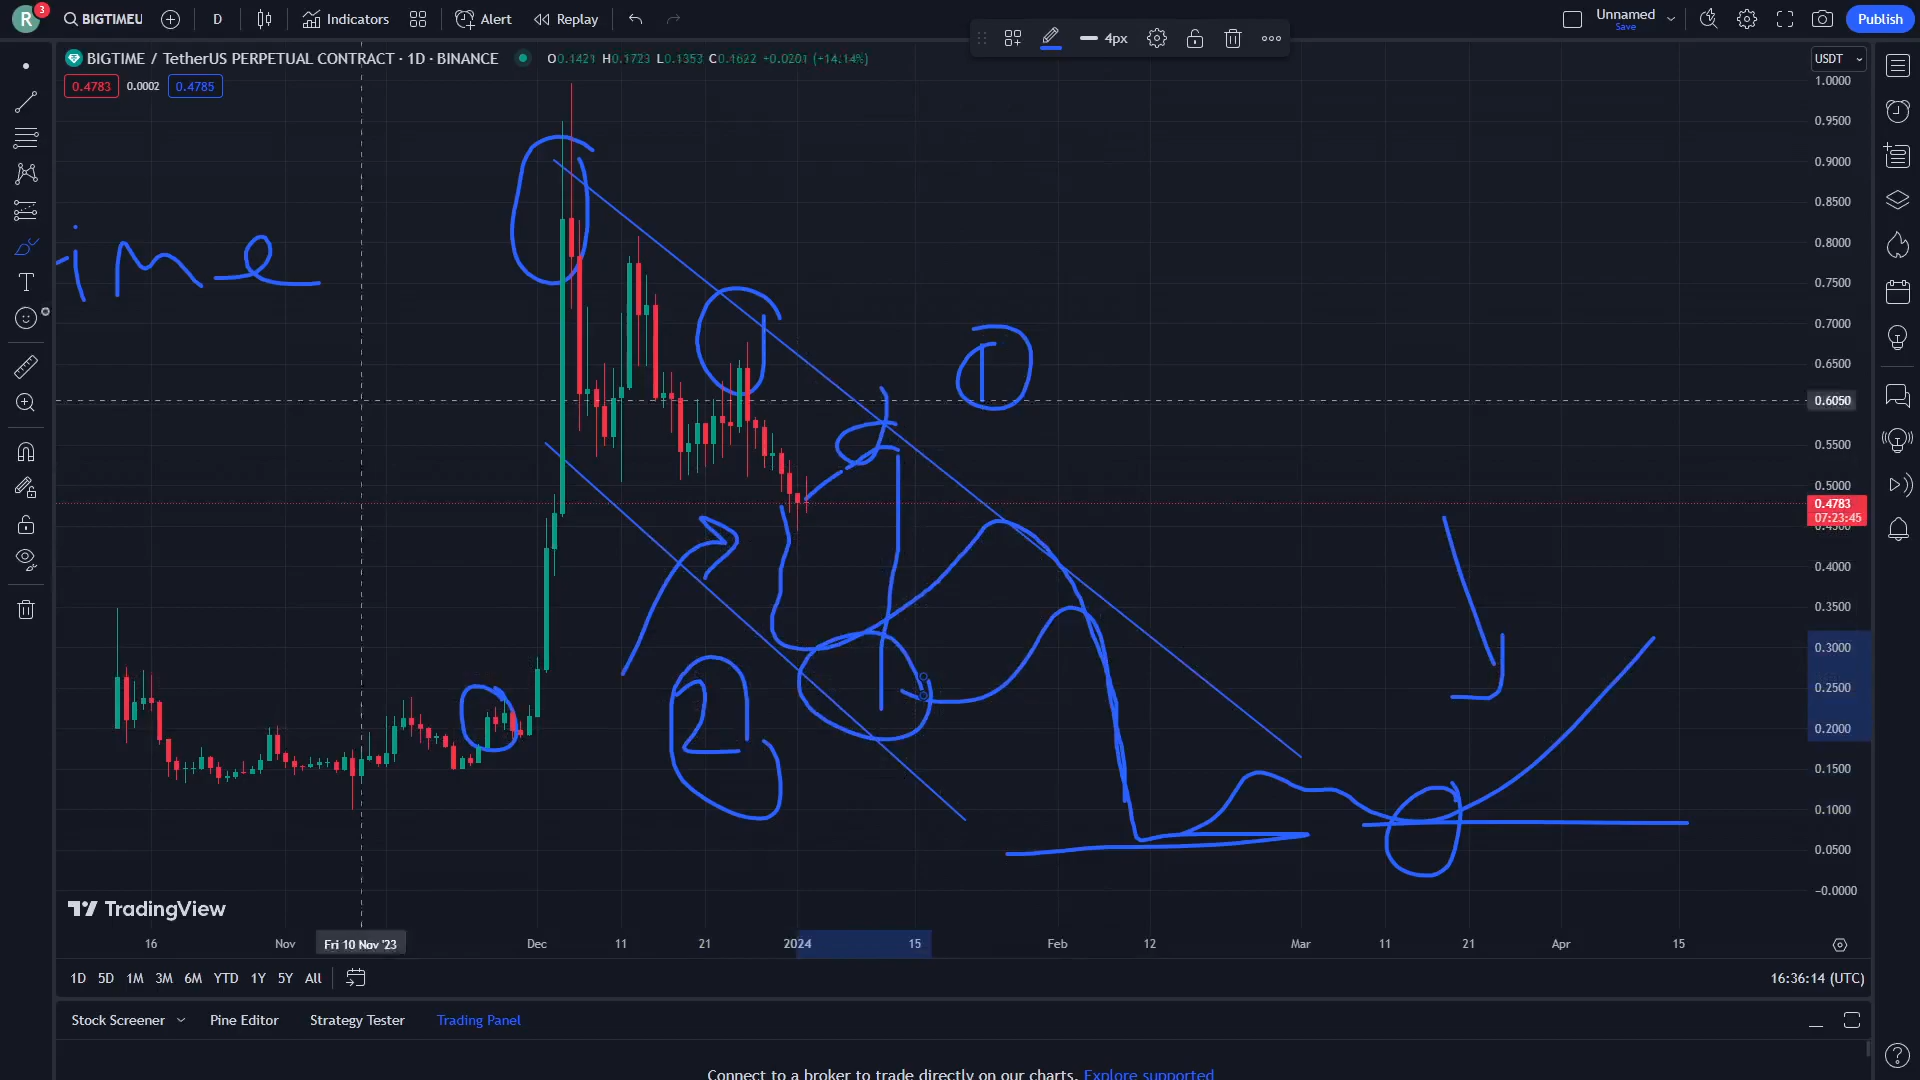 R 3 BIGTIMEU D Indicators Alert Replay Unnamed Save Publish
4px
BIGTIME / TetherUS PERPETUAL CONTRACT · 1D · BINANCE O0.1421 H0.1723 L0.1353 C0.1622 +0.0201 (+14.14%) USDT
0.4783 0.0002 0.4785
1.0000
0.9500
0.9000
0.8500
0.8000
ime
0.7500
0.7000
0.6500
1
0.6050
0.5500
0.5000
0.4783
07:23:45
0.4500
0.4000
0.3500
0.3000
0.2500
2
0.2000
0.1500
0.1000
0.0500
−0.0000
TradingView
16 Nov Fri 10 Nov '23 Dec 11 21 2024 15 Feb 12 Mar 11 21 Apr 15
1D 5D 1M 3M 6M YTD 1Y 5Y All 16:36:14 (UTC)
Stock Screener Pine Editor Strategy Tester Trading Panel
Connect to a broker to trade directly on our charts. Explore supported